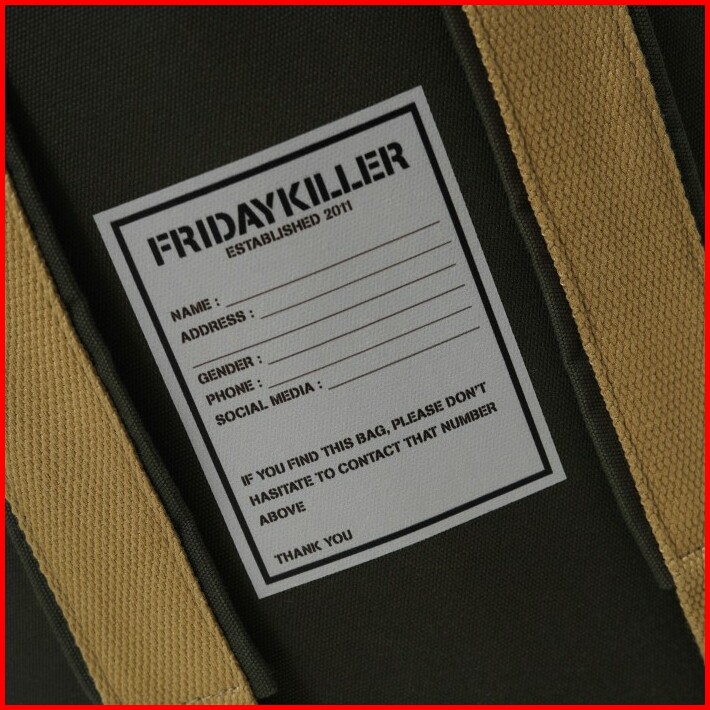 FRIDAYKILLER
ESTABLISHED 2011
NAME :
ADDRESS :
GENDER :
PHONE :
SOCIAL MEDIA :
IF YOU FIND THIS BAG, PLEASE DON'T
HASITATE TO CONTACT THAT NUMBER
ABOVE
THANK YOU